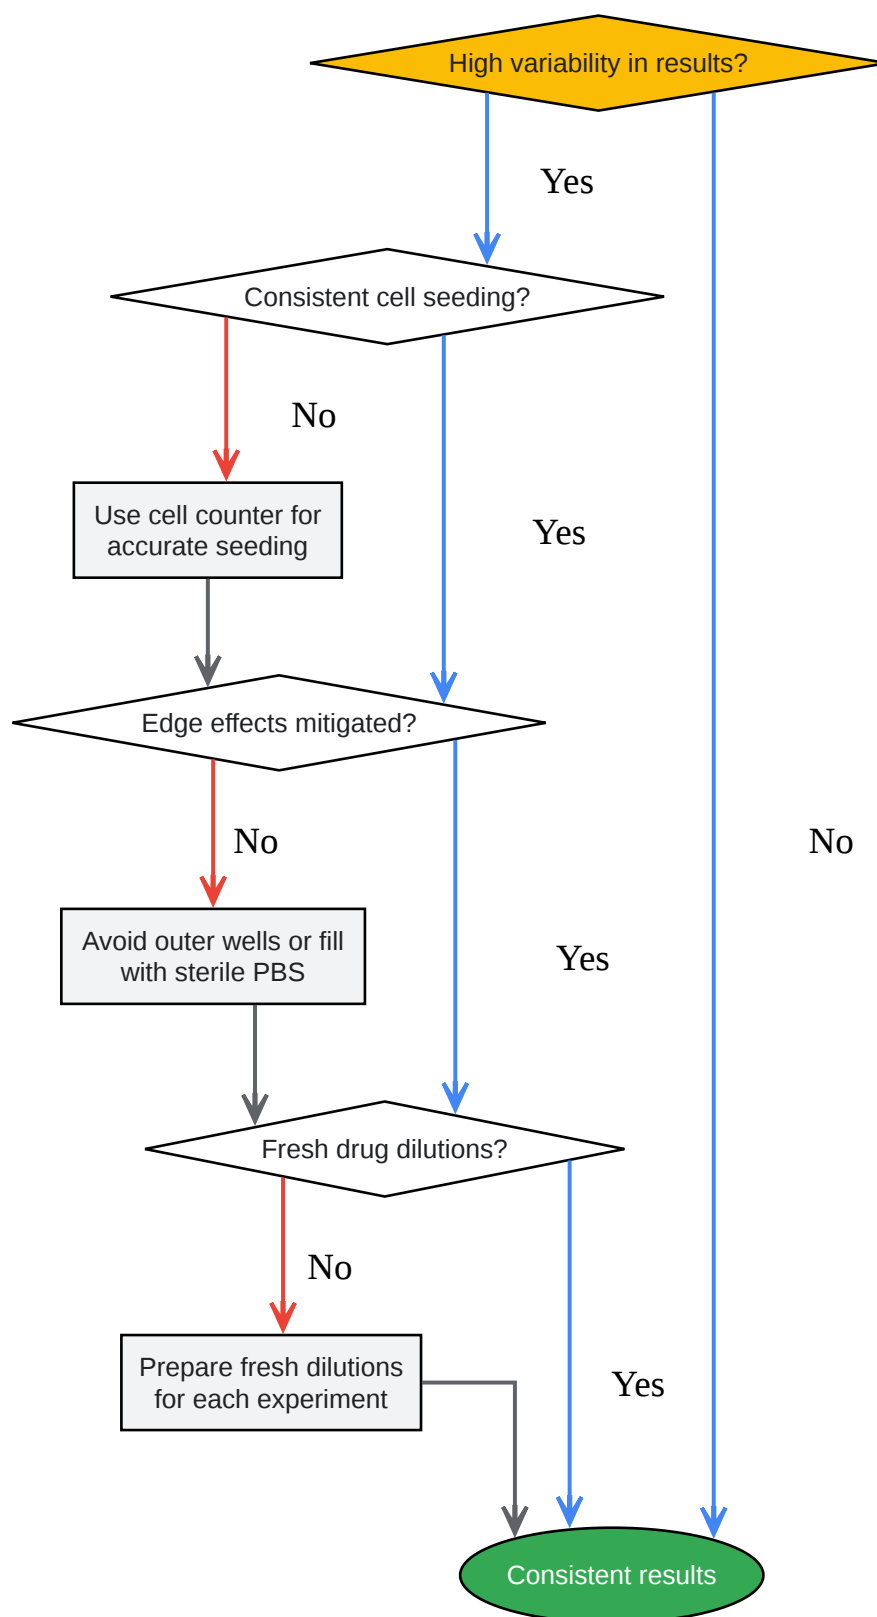 High variability in results?
Yes
Consistent cell seeding?
No
Use cell counter for
accurate seeding
Yes
Edge effects mitigated?
No
No
Avoid outer wells or fill
with sterile PBS
Yes
Fresh drug dilutions?
No
Prepare fresh dilutions
for each experiment
Yes
Consistent results